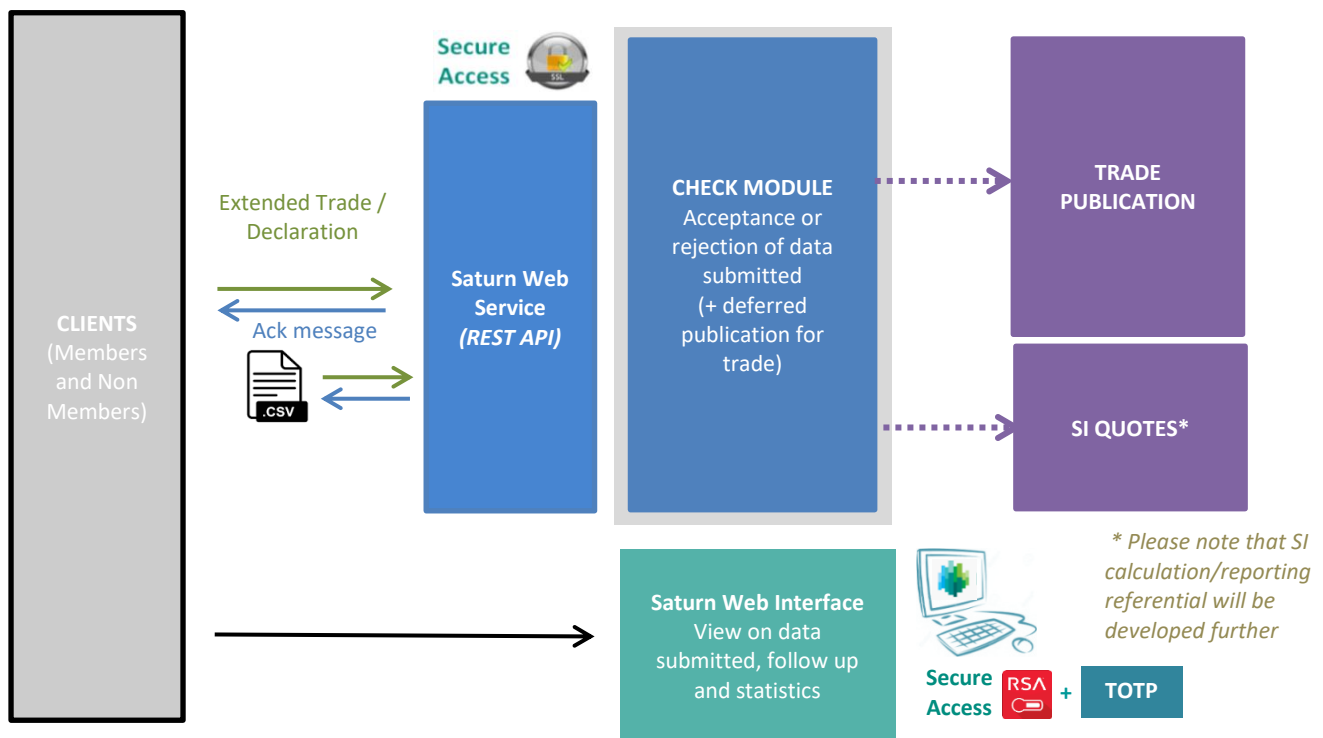 CLIENTS
(Members
and Non
Members)
Extended Trade /
Declaration
Ack message
.CSV
Secure
Access
SSL
Saturn Web
Service
(REST API)
CHECK MODULE
Acceptance or
rejection of data
submitted
(+ deferred
publication for
trade)
TRADE
PUBLICATION
SI QUOTES*
* Please note that SI
calculation/reporting
referential will be
developed further
Saturn Web Interface
View on data
submitted, follow up
and statistics
Secure
Access
RSA
+
TOTP